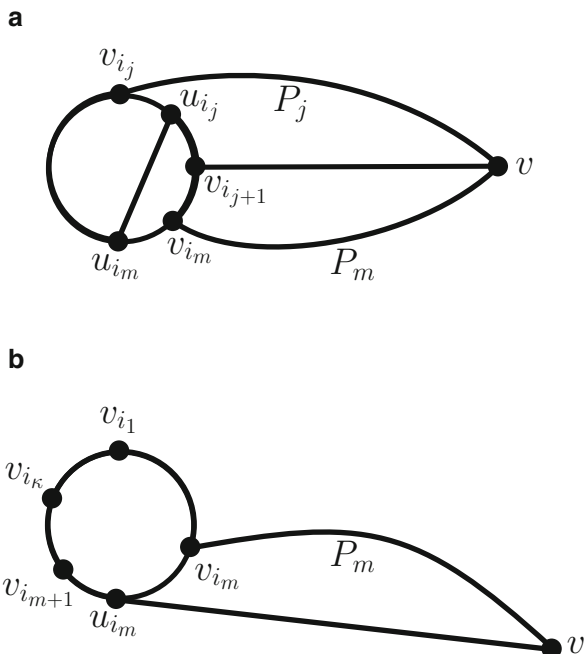 a
v_{i_j}
u_{i_j}
P_j
v
v_{i_{j+1}}
v_{i_m}
u_{i_m}
P_m
b
v_{i_1}
v_{i_κ}
P_m
v_{i_m}
v_{i_{m+1}}
u_{i_m}
v